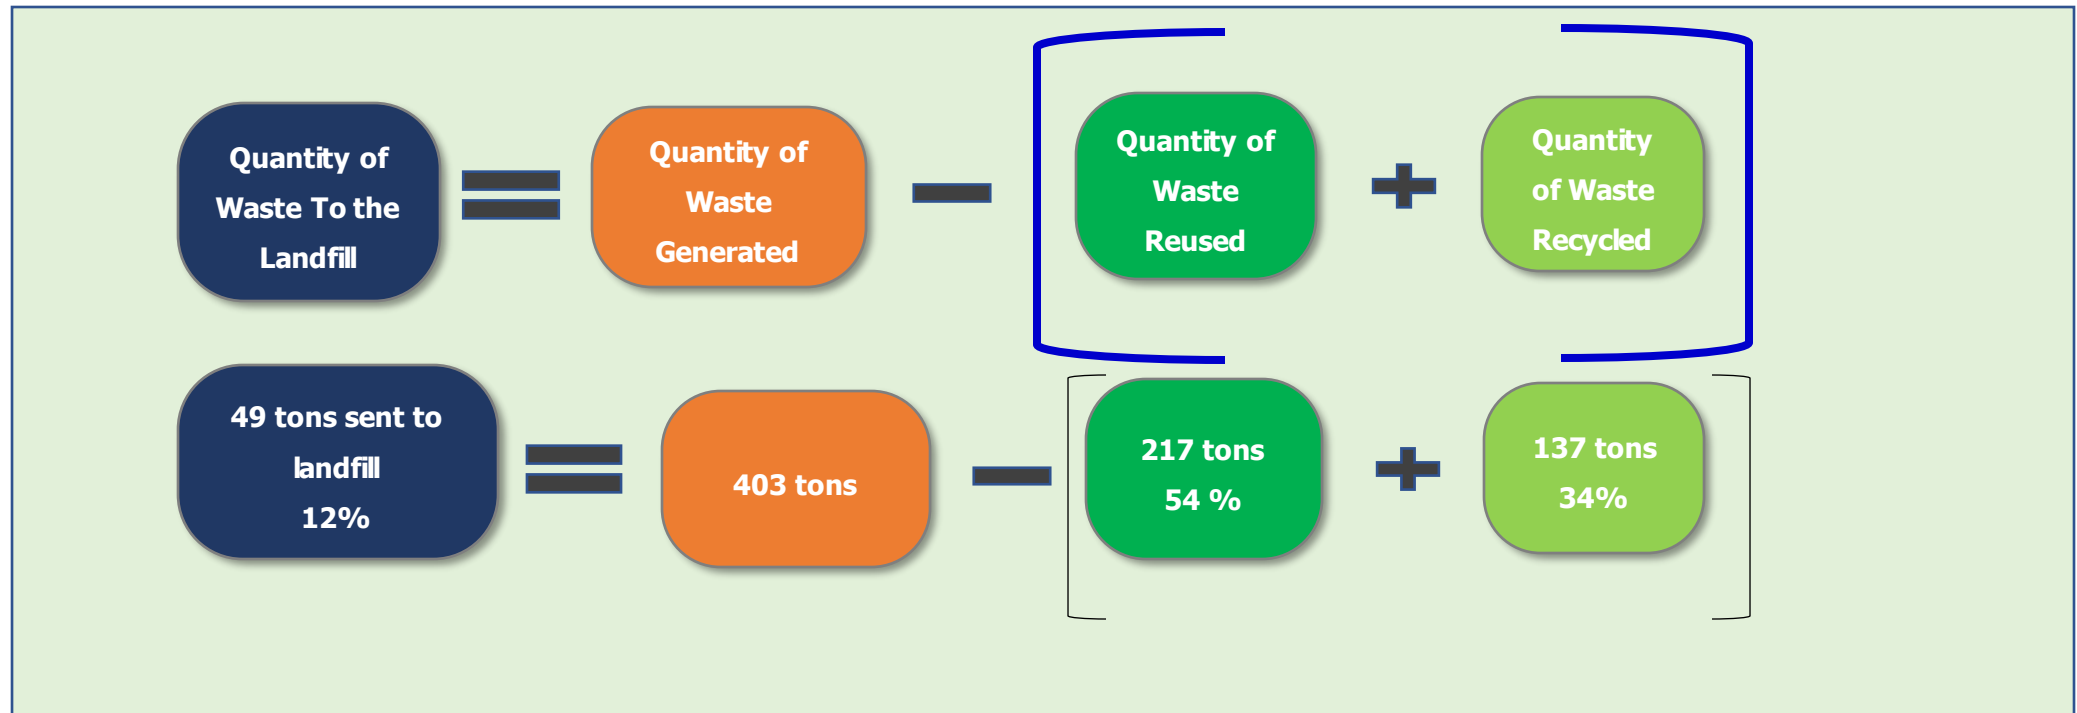 Quantity of
Waste To the
Landfill
Quantity of
Waste
Generated
Quantity of
Waste
Reused
Quantity
of Waste
Recycled
49 tons sent to
landfill
12%
403 tons
217 tons
54 %
137 tons
34%